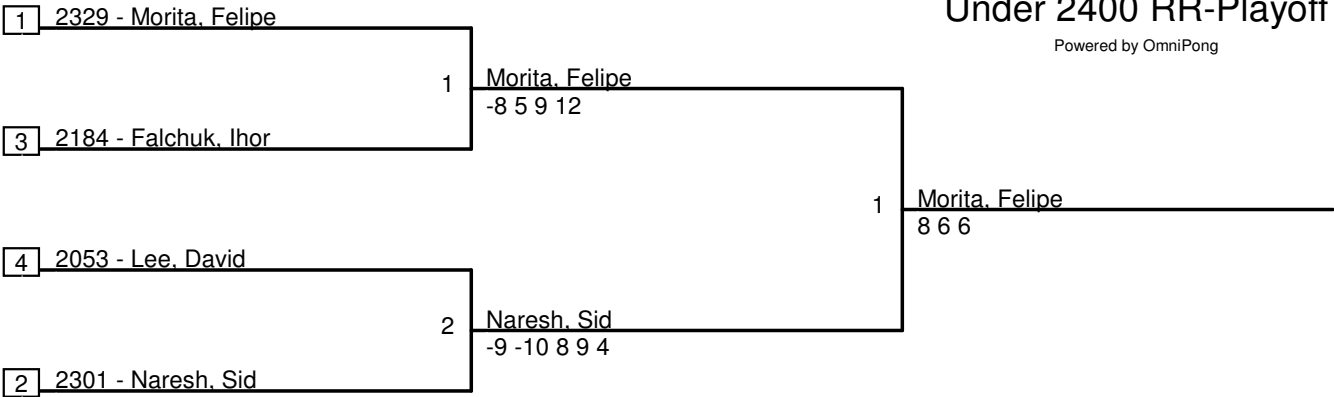 Under 2400 RR-Playoff
Powered by OmniPong
1 2329 - Morita, Felipe
1 Morita, Felipe
-8 5 9 12
3 2184 - Falchuk, Ihor
1 Morita, Felipe
8 6 6
4 2053 - Lee, David
2 Naresh, Sid
-9 -10 8 9 4
2 2301 - Naresh, Sid